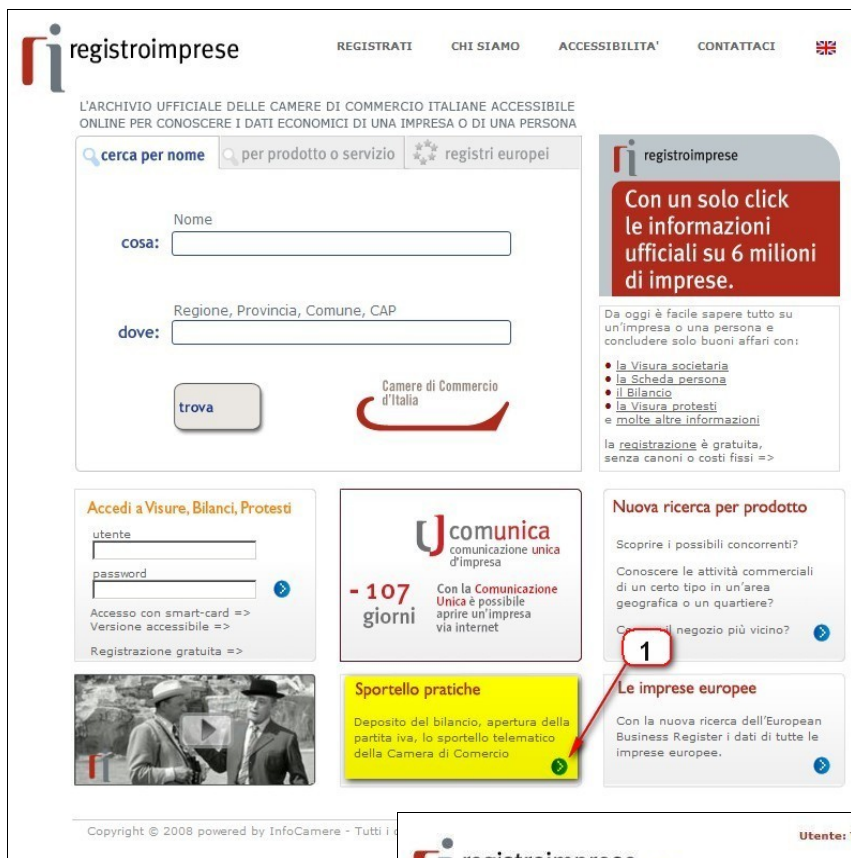 registroimprese
REGISTRATI CHI SIAMO ACCESSIBILITA' CONTATTACI
L'ARCHIVIO UFFICIALE DELLE CAMERE DI COMMERCIO ITALIANE ACCESSIBILE
ONLINE PER CONOSCERE I DATI ECONOMICI DI UNA IMPRESA O DI UNA PERSONA
cerca per nome per prodotto o servizio registri europei
Nome
cosa:
Regione, Provincia, Comune, CAP
dove:
trova
Camere di Commercio
d'Italia
registroimprese
Con un solo click
le informazioni
ufficiali su 6 milioni
di imprese.
Da oggi è facile sapere tutto su
un'impresa o una persona e
concludere solo buoni affari con:
• la Visura societaria
• la Scheda persona
• il Bilancio
• la Visura protesti
e molte altre informazioni
la registrazione è gratuita,
senza canoni o costi fissi =>
Accedi a Visure, Bilanci, Protesti
utente
password
Accesso con smart-card =>
Versione accessibile =>
Registrazione gratuita =>
comunica
comunicazione unica
d'impresa
- 107
giorni
Con la Comunicazione
Unica è possibile
aprire un'impresa
via internet
Nuova ricerca per prodotto
Scoprire i possibili concorrenti?
Conoscere le attività commerciali
di un certo tipo in un'area
geografica o un quartiere?
il negozio più vicino?
1
Sportello pratiche
Deposito del bilancio, apertura della
partita iva, lo sportello telematico
della Camera di Comercio
Le imprese europee
Con la nuova ricerca dell'European
Business Register i dati di tutte le
imprese europee.
Copyright © 2008 powered by InfoCamere - Tutti i
Utente:
registroimprese